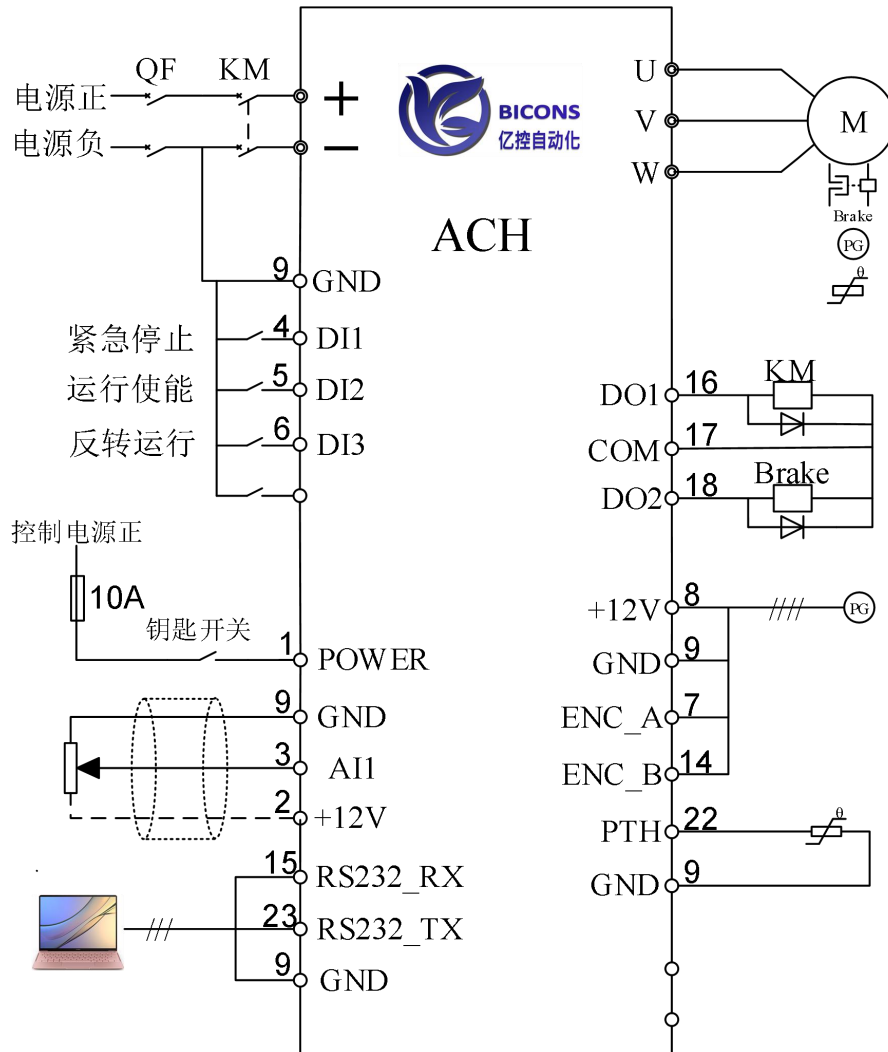 QF KM
电源正 +
电源负 −
BICONS
亿控自动化
ACH
U
V
W
M
Brake
PG
θ
9 GND
紧急停止 4 DI1
运行使能 5 DI2
反转运行 6 DI3
控制电源正
10A
钥匙开关 1 POWER
9 GND
3 AI1
2 +12V
15 RS232_RX
23 RS232_TX
9 GND
DO1 16 KM
COM 17
DO2 18 Brake
+12V 8 PG
GND 9
ENC_A 7
ENC_B 14
PTH 22 θ
GND 9